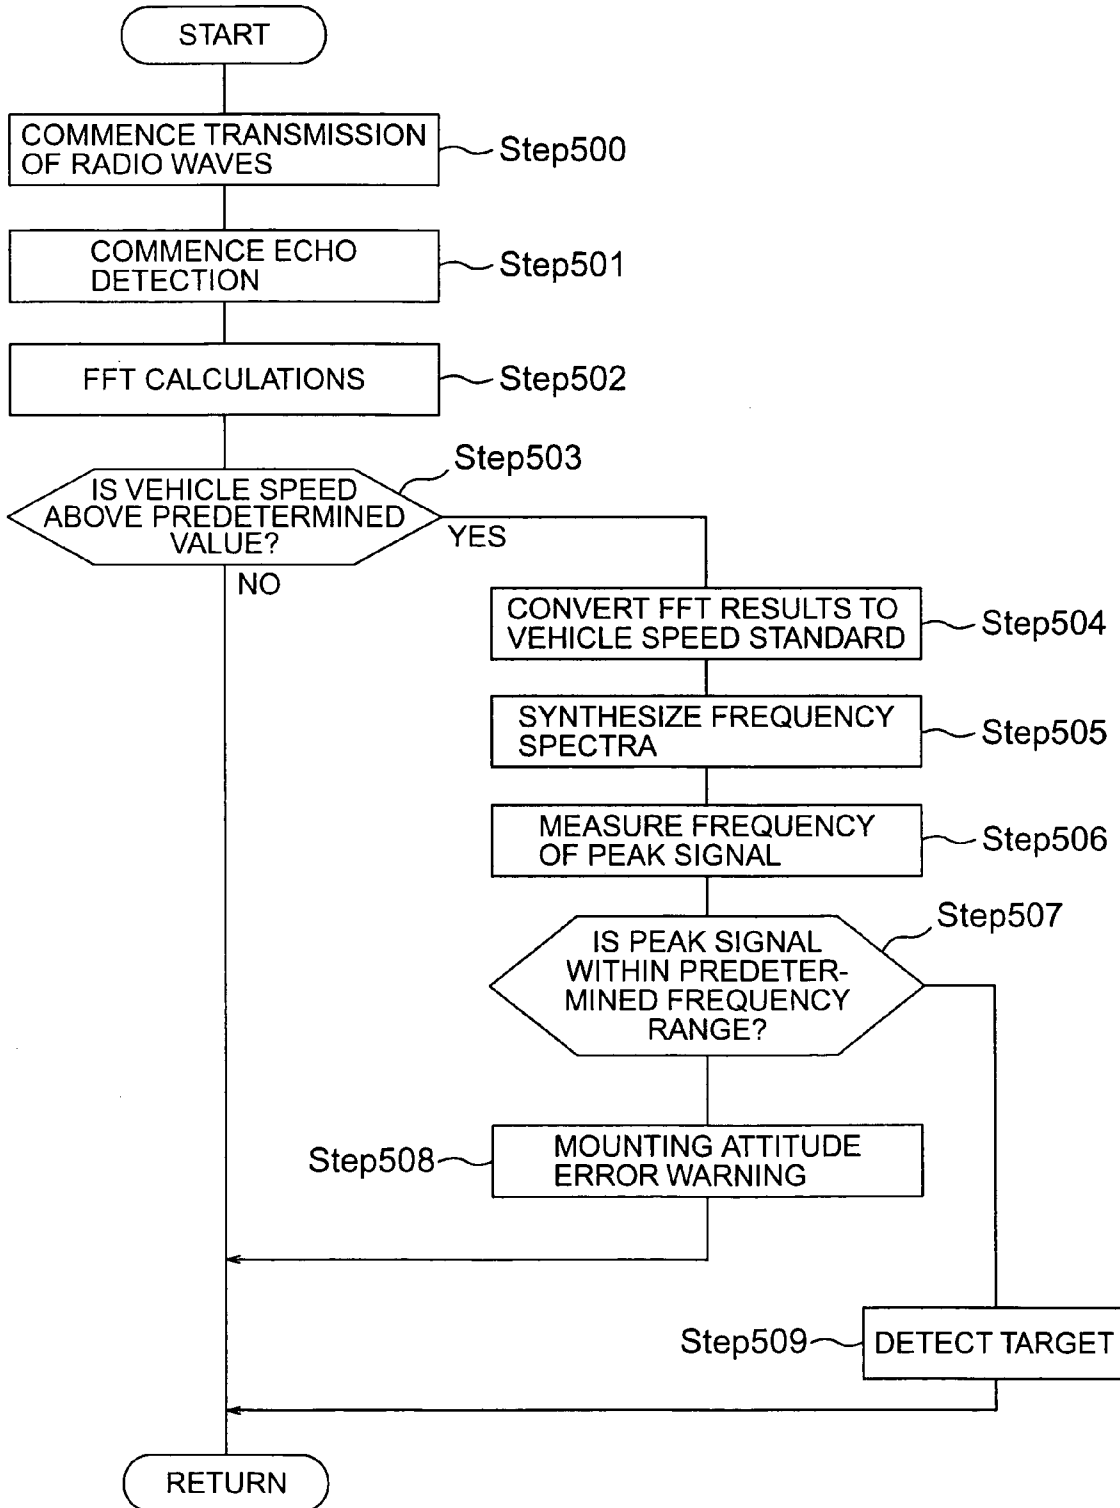 START
COMMENCE TRANSMISSION
OF RADIO WAVES
Step500
COMMENCE ECHO
DETECTION
Step501
FFT CALCULATIONS
Step502
Step503
IS VEHICLE SPEED
ABOVE PREDETERMINED
VALUE?
YES
NO
CONVERT FFT RESULTS TO
VEHICLE SPEED STANDARD
Step504
SYNTHESIZE FREQUENCY
SPECTRA
Step505
MEASURE FREQUENCY
OF PEAK SIGNAL
Step506
Step507
IS PEAK SIGNAL
WITHIN PREDETER-
MINED FREQUENCY
RANGE?
Step508
MOUNTING ATTITUDE
ERROR WARNING
Step509
DETECT TARGET
RETURN